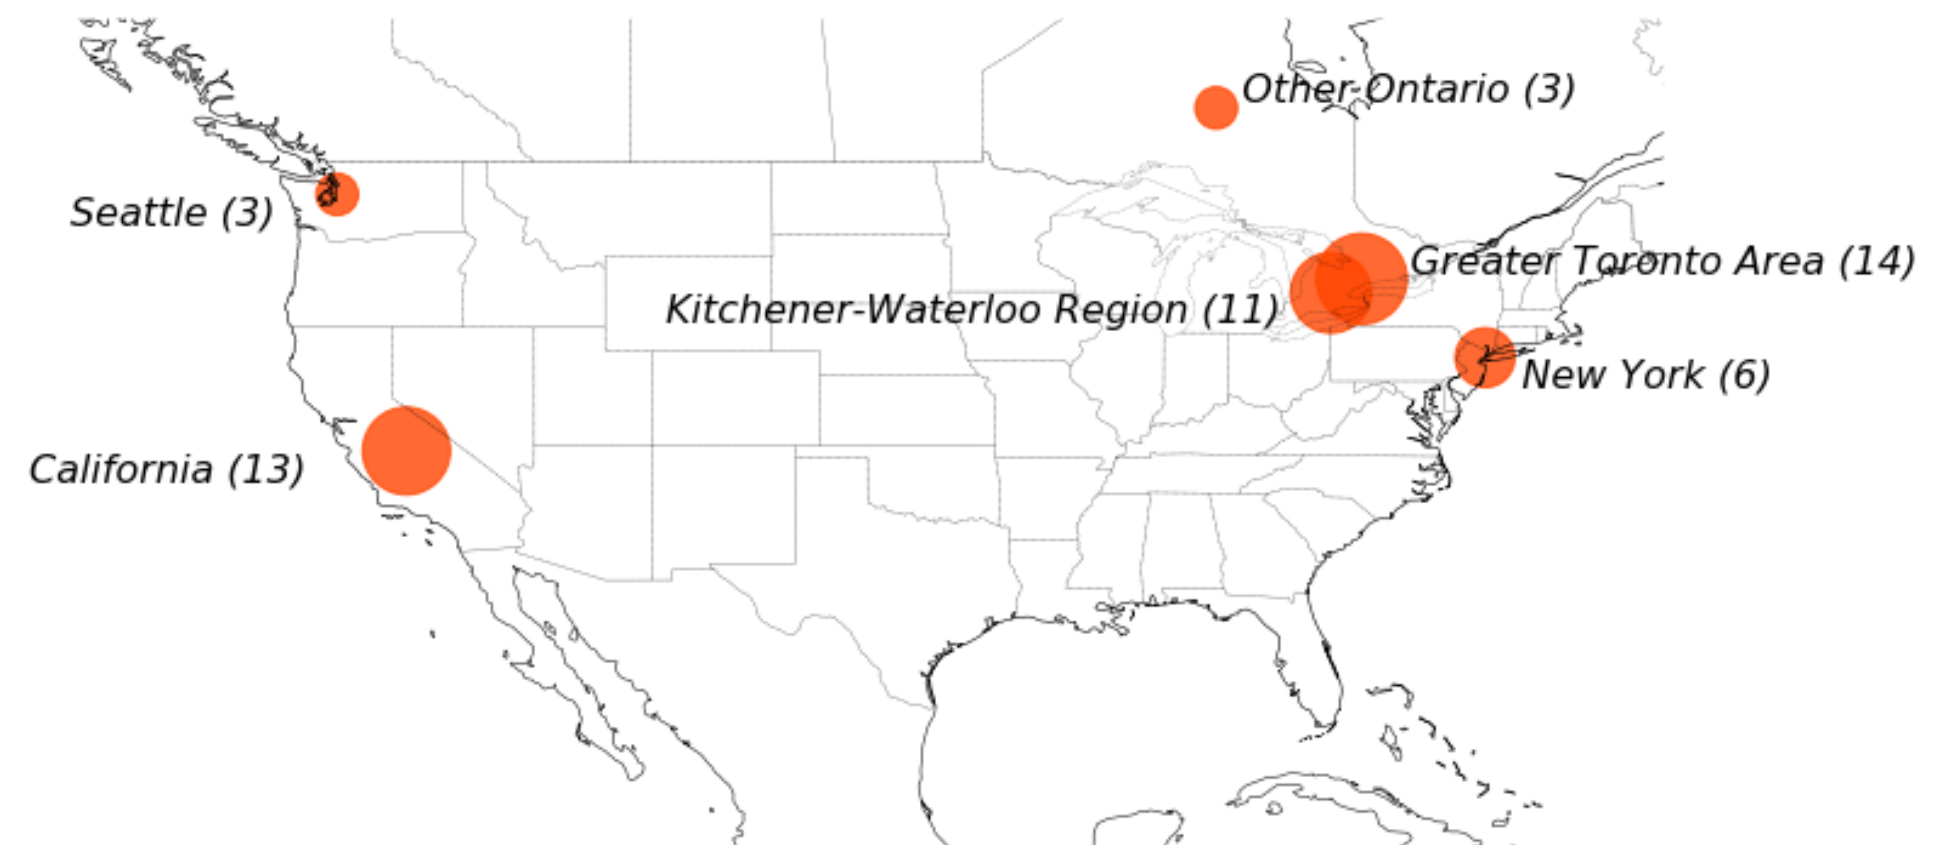 Other Ontario (3)
Seattle (3)
Greater Toronto Area (14)
Kitchener-Waterloo Region (11)
New York (6)
California (13)